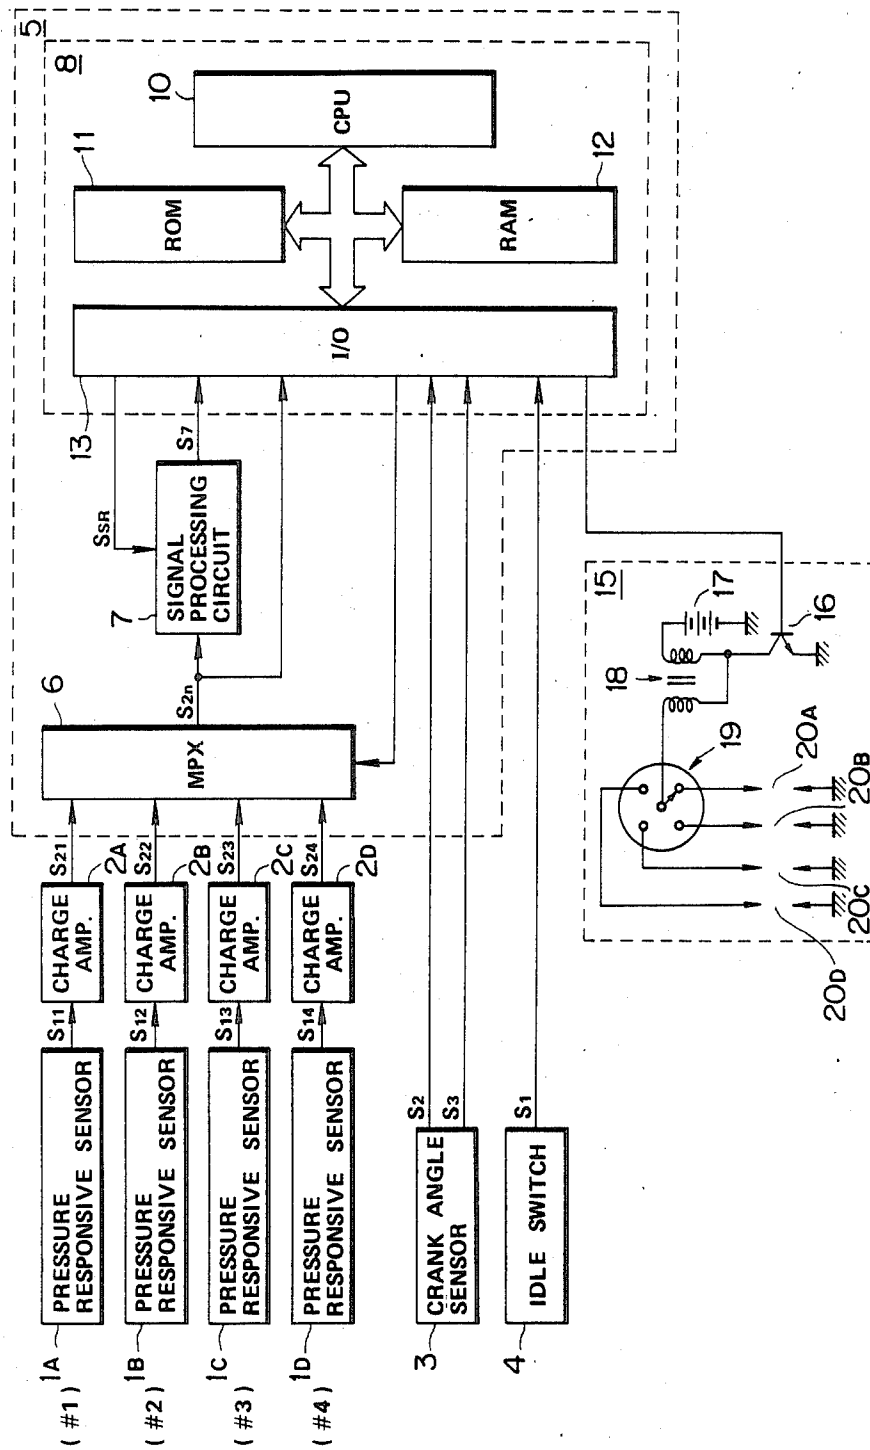 1A
(#1)
PRESSURE
RESPONSIVE SENSOR
S11
CHARGE
AMP.
2A
S21
1B
(#2)
PRESSURE
RESPONSIVE SENSOR
S12
CHARGE
AMP.
2B
S22
1C
(#3)
PRESSURE
RESPONSIVE SENSOR
S13
CHARGE
AMP.
2C
S23
1D
(#4)
PRESSURE
RESPONSIVE SENSOR
S14
CHARGE
AMP.
2D
S24
6
MPX
S2n
7
SIGNAL
PROCESSING
CIRCUIT
SSR
S7
5
8
13
I/O
11
ROM
10
CPU
12
RAM
3
CRANK ANGLE
SENSOR
S2
S3
4
IDLE SWITCH
S1
15
16
17
18
19
20A
20B
20C
20D